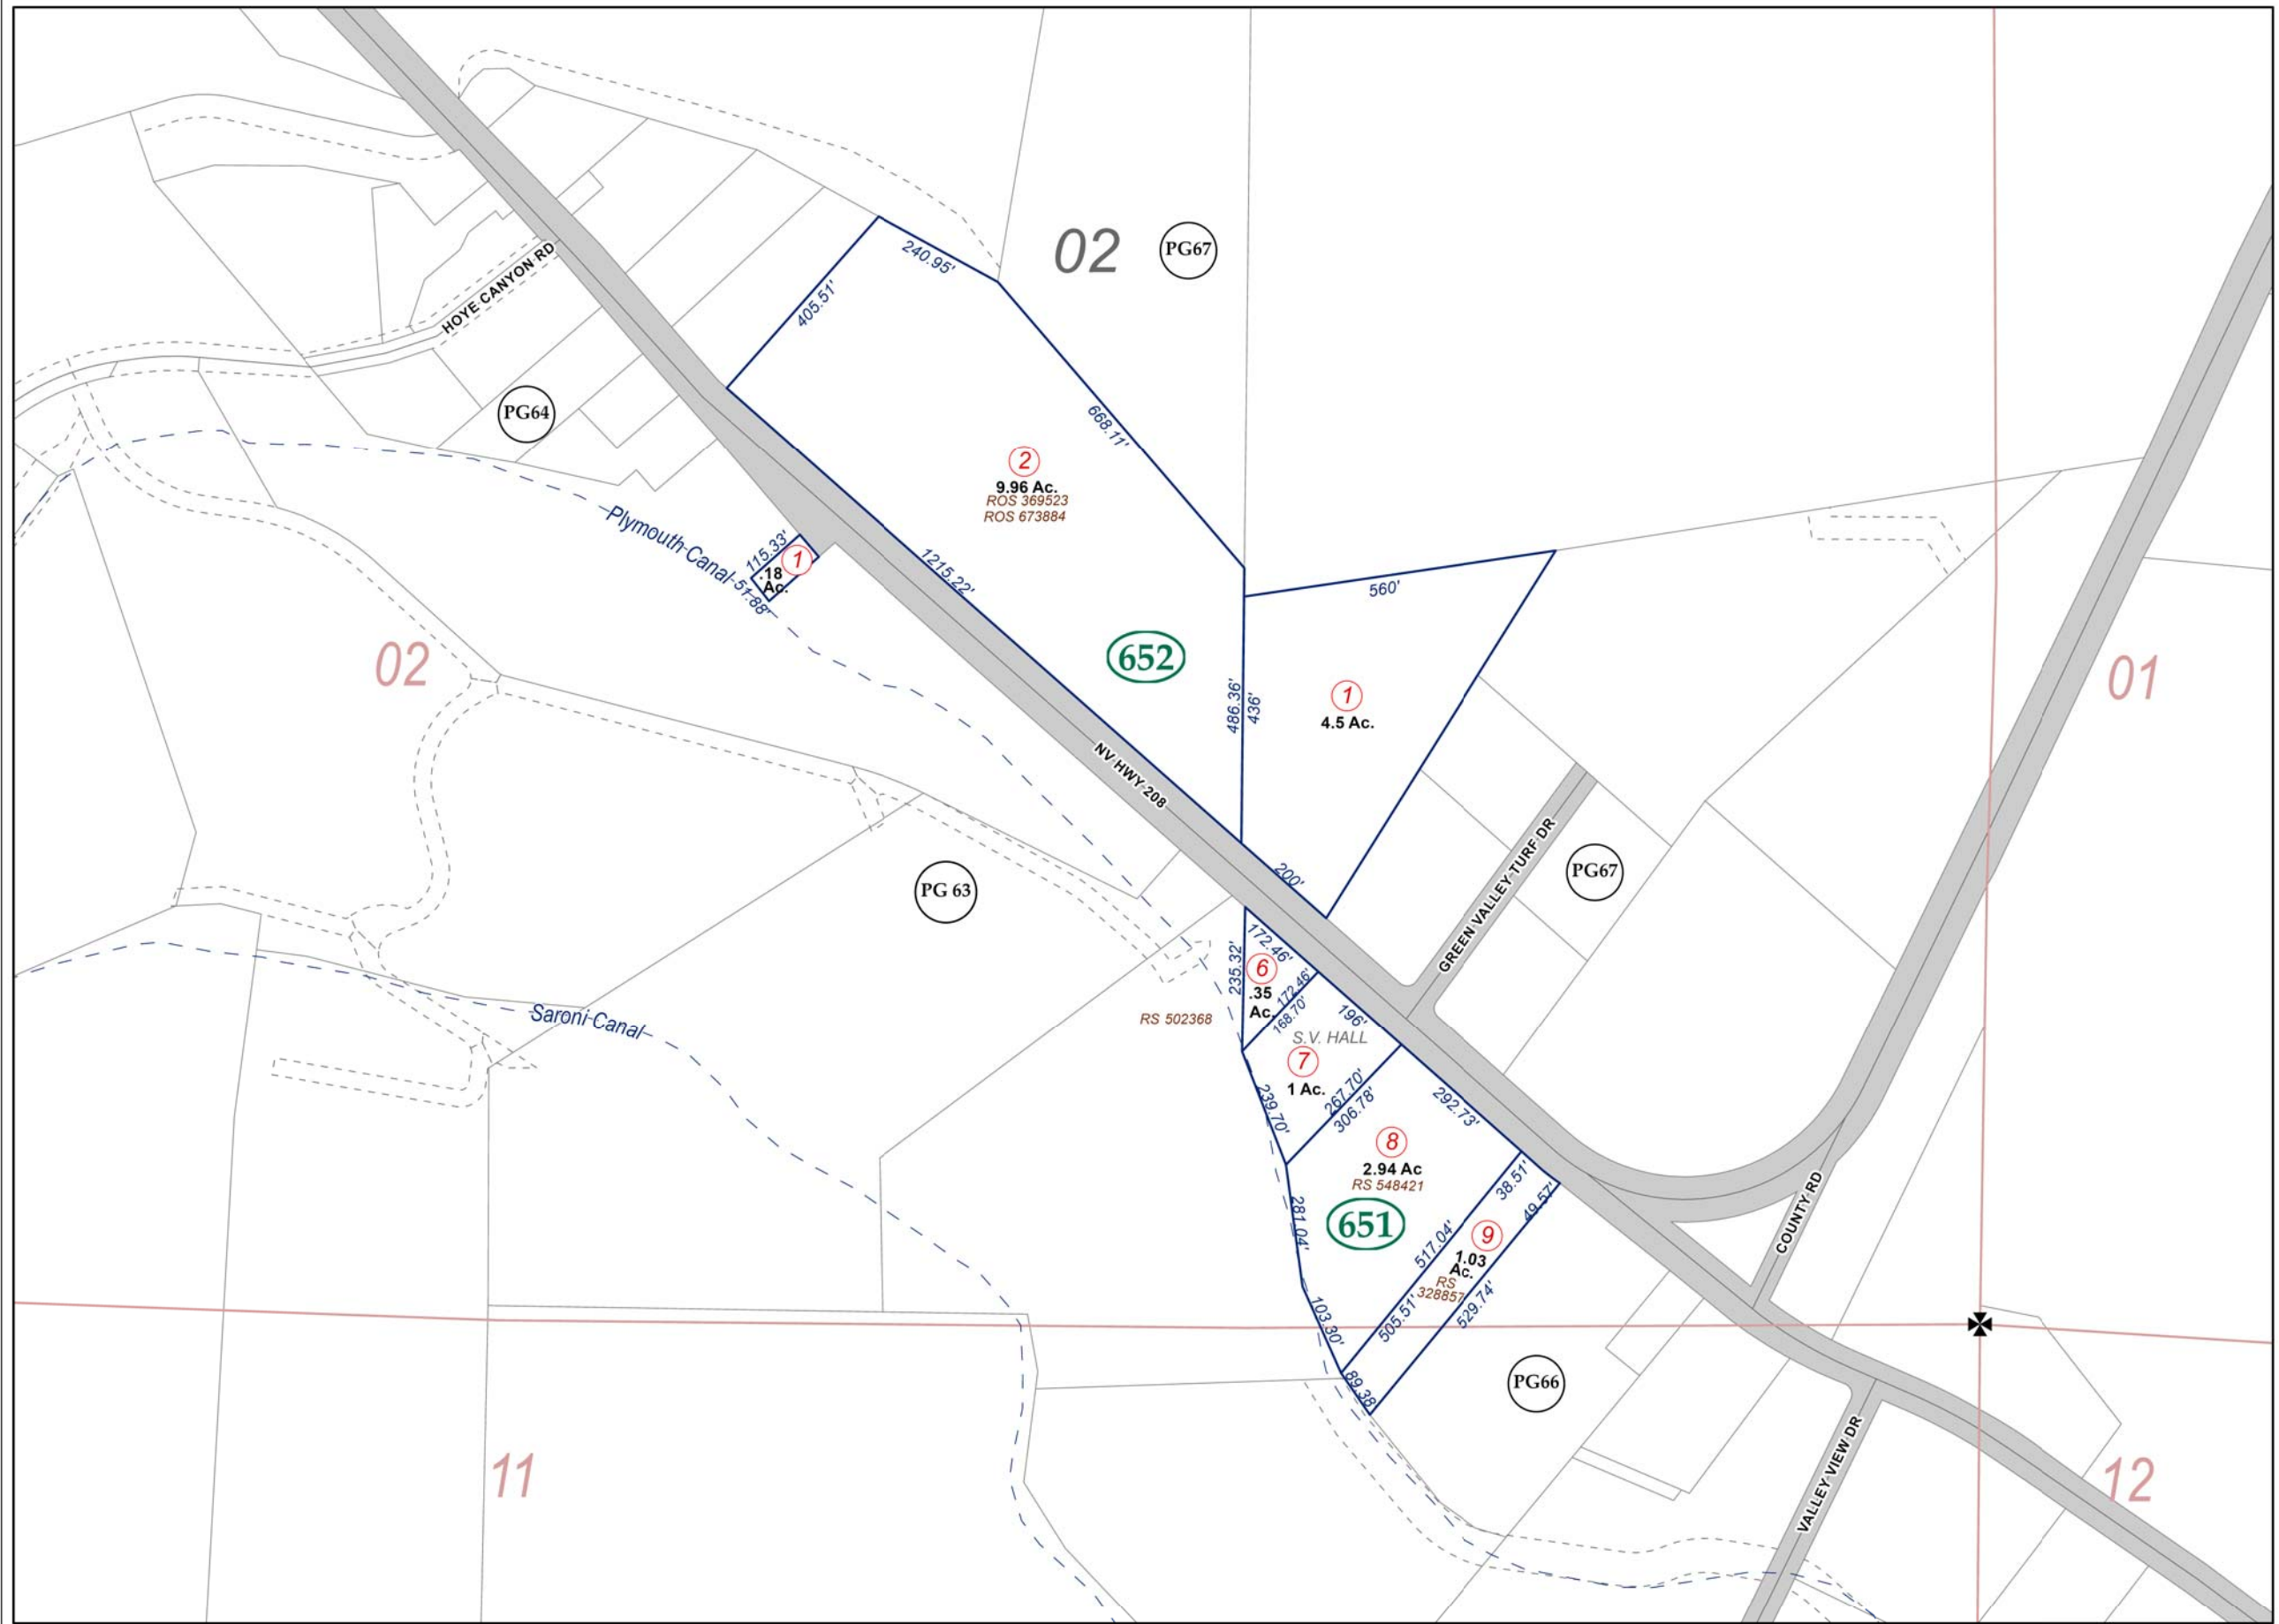 02
PG67
240.95'
405.51'
HOYE CANYON RD
PG64
668.11'
2
9.96 Ac.
ROS 369523
ROS 673884
Plymouth Canal
115.33'
1
.18
Ac.
51.88'
1215.22'
560'
652
02
01
486.36'
436'
1
4.5 Ac.
NV HWY 208
200'
GREEN VALLEY TURF DR
PG67
PG 63
172.46'
235.32'
6
.35
Ac.
172.46'
168.70'
196'
RS 502368
Saroni Canal
S.V. HALL
7
1 Ac.
239.70'
267.70'
306.78'
292.73'
8
2.94 Ac
RS 548421
38.51'
49.57'
281.04'
651
517.04'
9
1.03
Ac.
RS
328857
505.51'
529.74'
103.30'
89.38'
COUNTY RD
PG66
VALLEY VIEW DR
11
12